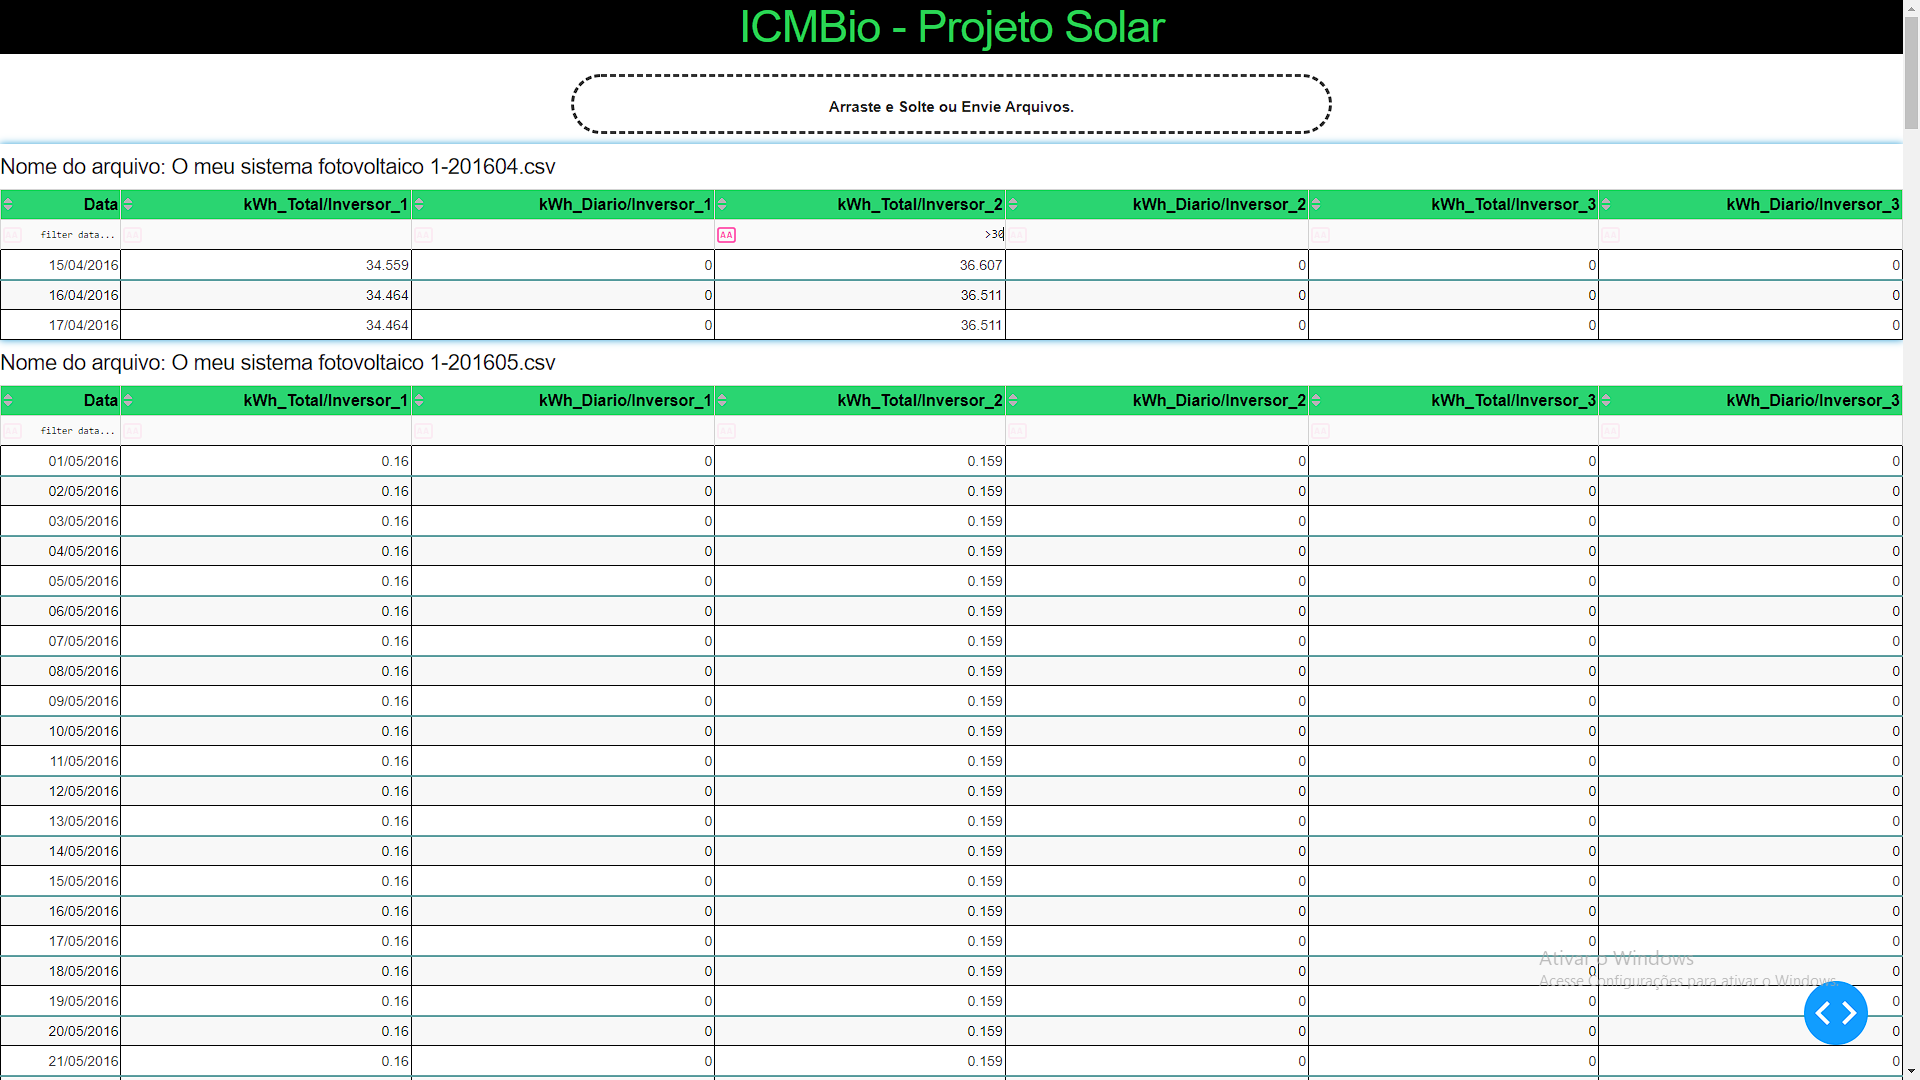 ICMBio - Projeto Solar
Arraste e Solte ou Envie Arquivos.
Nome do arquivo: O meu sistema fotovoltaico 1-201604.csv
Data kWh_Total/Inversor_1 kWh_Diario/Inversor_1 kWh_Total/Inversor_2 kWh_Diario/Inversor_2 kWh_Total/Inversor_3 kWh_Diario/Inversor_3
Aa filter data... Aa Aa AA >30 Aa Aa Aa
15/04/2016 34.559 0 36.607 0 0 0
16/04/2016 34.464 0 36.511 0 0 0
17/04/2016 34.464 0 36.511 0 0 0
Nome do arquivo: O meu sistema fotovoltaico 1-201605.csv
Data kWh_Total/Inversor_1 kWh_Diario/Inversor_1 kWh_Total/Inversor_2 kWh_Diario/Inversor_2 kWh_Total/Inversor_3 kWh_Diario/Inversor_3
Aa filter data... Aa Aa Aa Aa Aa Aa
01/05/2016 0.16 0 0.159 0 0 0
02/05/2016 0.16 0 0.159 0 0 0
03/05/2016 0.16 0 0.159 0 0 0
04/05/2016 0.16 0 0.159 0 0 0
05/05/2016 0.16 0 0.159 0 0 0
06/05/2016 0.16 0 0.159 0 0 0
07/05/2016 0.16 0 0.159 0 0 0
08/05/2016 0.16 0 0.159 0 0 0
09/05/2016 0.16 0 0.159 0 0 0
10/05/2016 0.16 0 0.159 0 0 0
11/05/2016 0.16 0 0.159 0 0 0
12/05/2016 0.16 0 0.159 0 0 0
13/05/2016 0.16 0 0.159 0 0 0
14/05/2016 0.16 0 0.159 0 0 0
15/05/2016 0.16 0 0.159 0 0 0
16/05/2016 0.16 0 0.159 0 0 0
17/05/2016 0.16 0 0.159 0 0 0
Ativar o Windows
18/05/2016 0.16 0 0.159 0 0 0
Acesse Configurações para ativar o Windows.
19/05/2016 0.16 0 0.159 0 0 0
20/05/2016 0.16 0 0.159 0 0 0
21/05/2016 0.16 0 0.159 0 0 0